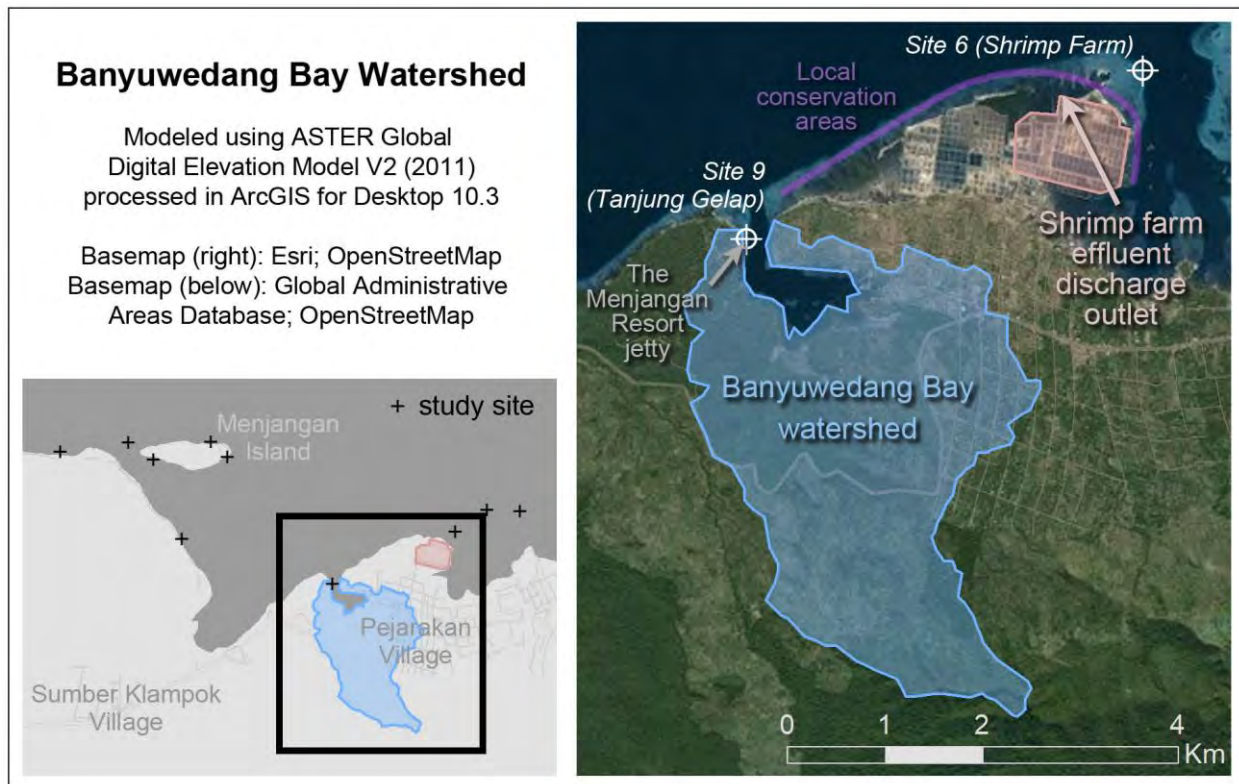 Banyuwedang Bay Watershed
Modeled using ASTER Global
Digital Elevation Model V2 (2011)
processed in ArcGIS for Desktop 10.3
Basemap (right): Esri; OpenStreetMap
Basemap (below): Global Administrative
Areas Database; OpenStreetMap
+ study site
Menjangan
Island
Pejarakan
Village
Sumber Klampok
Village
Site 6 (Shrimp Farm)
Local
conservation
areas
Site 9
(Tanjung Gelap)
Shrimp farm
effluent
discharge
outlet
The
Menjangan
Resort
jetty
Banyuwedang Bay
watershed
0 1 2 4
Km